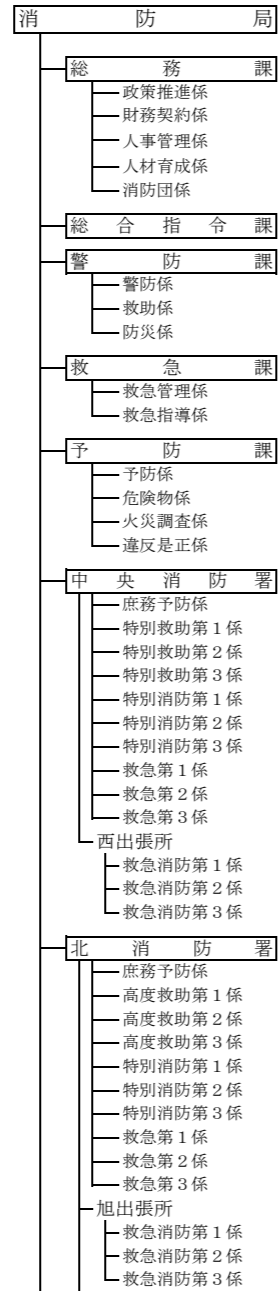 消防局
総務課
政策推進係
財務契約係
人事管理係
人材育成係
消防団係
総合指令課
警防課
警防係
救助係
防災係
救急課
救急管理係
救急指導係
予防課
予防係
危険物係
火災調査係
違反是正係
中央消防署
庶務予防係
特別救助第1係
特別救助第2係
特別救助第3係
特別消防第1係
特別消防第2係
特別消防第3係
救急第1係
救急第2係
救急第3係
西出張所
救急消防第1係
救急消防第2係
救急消防第3係
北消防署
庶務予防係
高度救助第1係
高度救助第2係
高度救助第3係
特別消防第1係
特別消防第2係
特別消防第3係
救急第1係
救急第2係
救急第3係
旭出張所
救急消防第1係
救急消防第2係
救急消防第3係